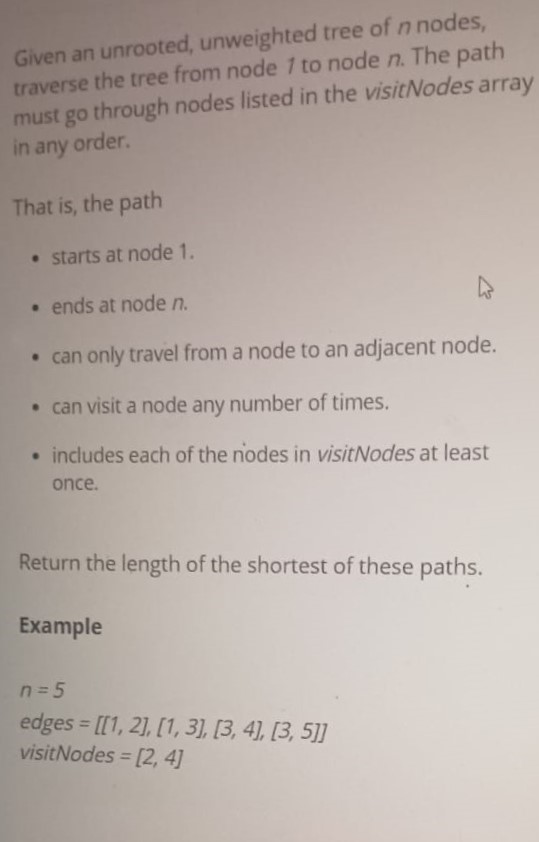 Given an unrooted, unweighted tree of n nodes,
traverse the tree from node 1 to node n. The path
must go through nodes listed in the visitNodes array
in any order.
That is, the path
• starts at node 1.
• ends at node n.
• can only travel from a node to an adjacent node.
• can visit a node any number of times.
• includes each of the nodes in visitNodes at least
once.
Return the length of the shortest of these paths.
Example
n = 5
edges = [[1, 2], [1, 3], [3, 4], [3, 5]]
visitNodes = [2, 4]